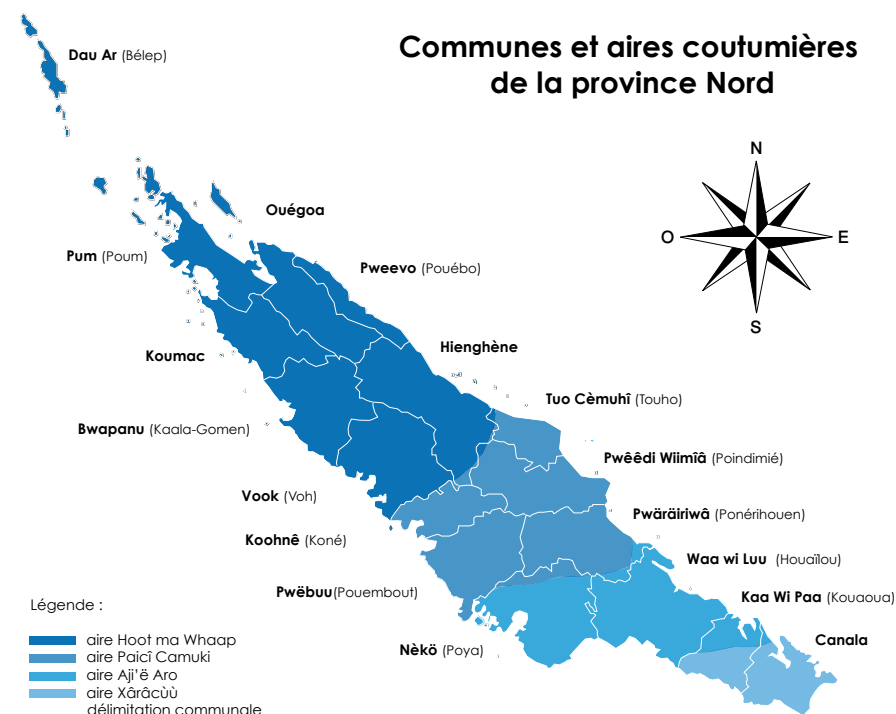 Communes et aires coutumières
de la province Nord
Dau Ar (Bélep)
N
O
E
S
Ouégoa
Pum (Poum)
Pweevo (Pouébo)
Koumac
Hienghène
Tuo Cèmuhî (Touho)
Bwapanu (Kaala-Gomen)
Pwêêdi Wiimîâ (Poindimié)
Vook (Voh)
Pwäräiriwâ (Ponérihouen)
Koohnê (Koné)
Waa wi Luu (Houaïlou)
Pwëbuu(Pouembout)
Kaa Wi Paa (Kouaoua)
Nèkö (Poya)
Canala
Légende :
aire Hoot ma Whaap
aire Paicî Camuki
aire Aji'ë Aro
aire Xârâcùù
délimitation communale